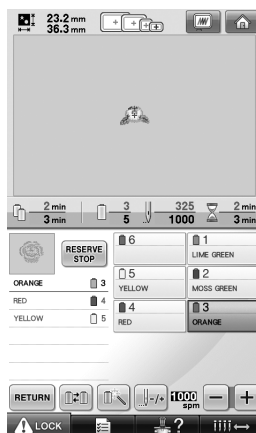 23.2 mm
36.3 mm
2 min
3 min
3
5
325
1000
2 min
3 min
RESERVE
STOP
ORANGE 3
RED 4
YELLOW 5
6
1
LIME GREEN
5
YELLOW
2
MOSS GREEN
4
RED
3
ORANGE
RETURN
-/+
1000
spm
- +
LOCK
?